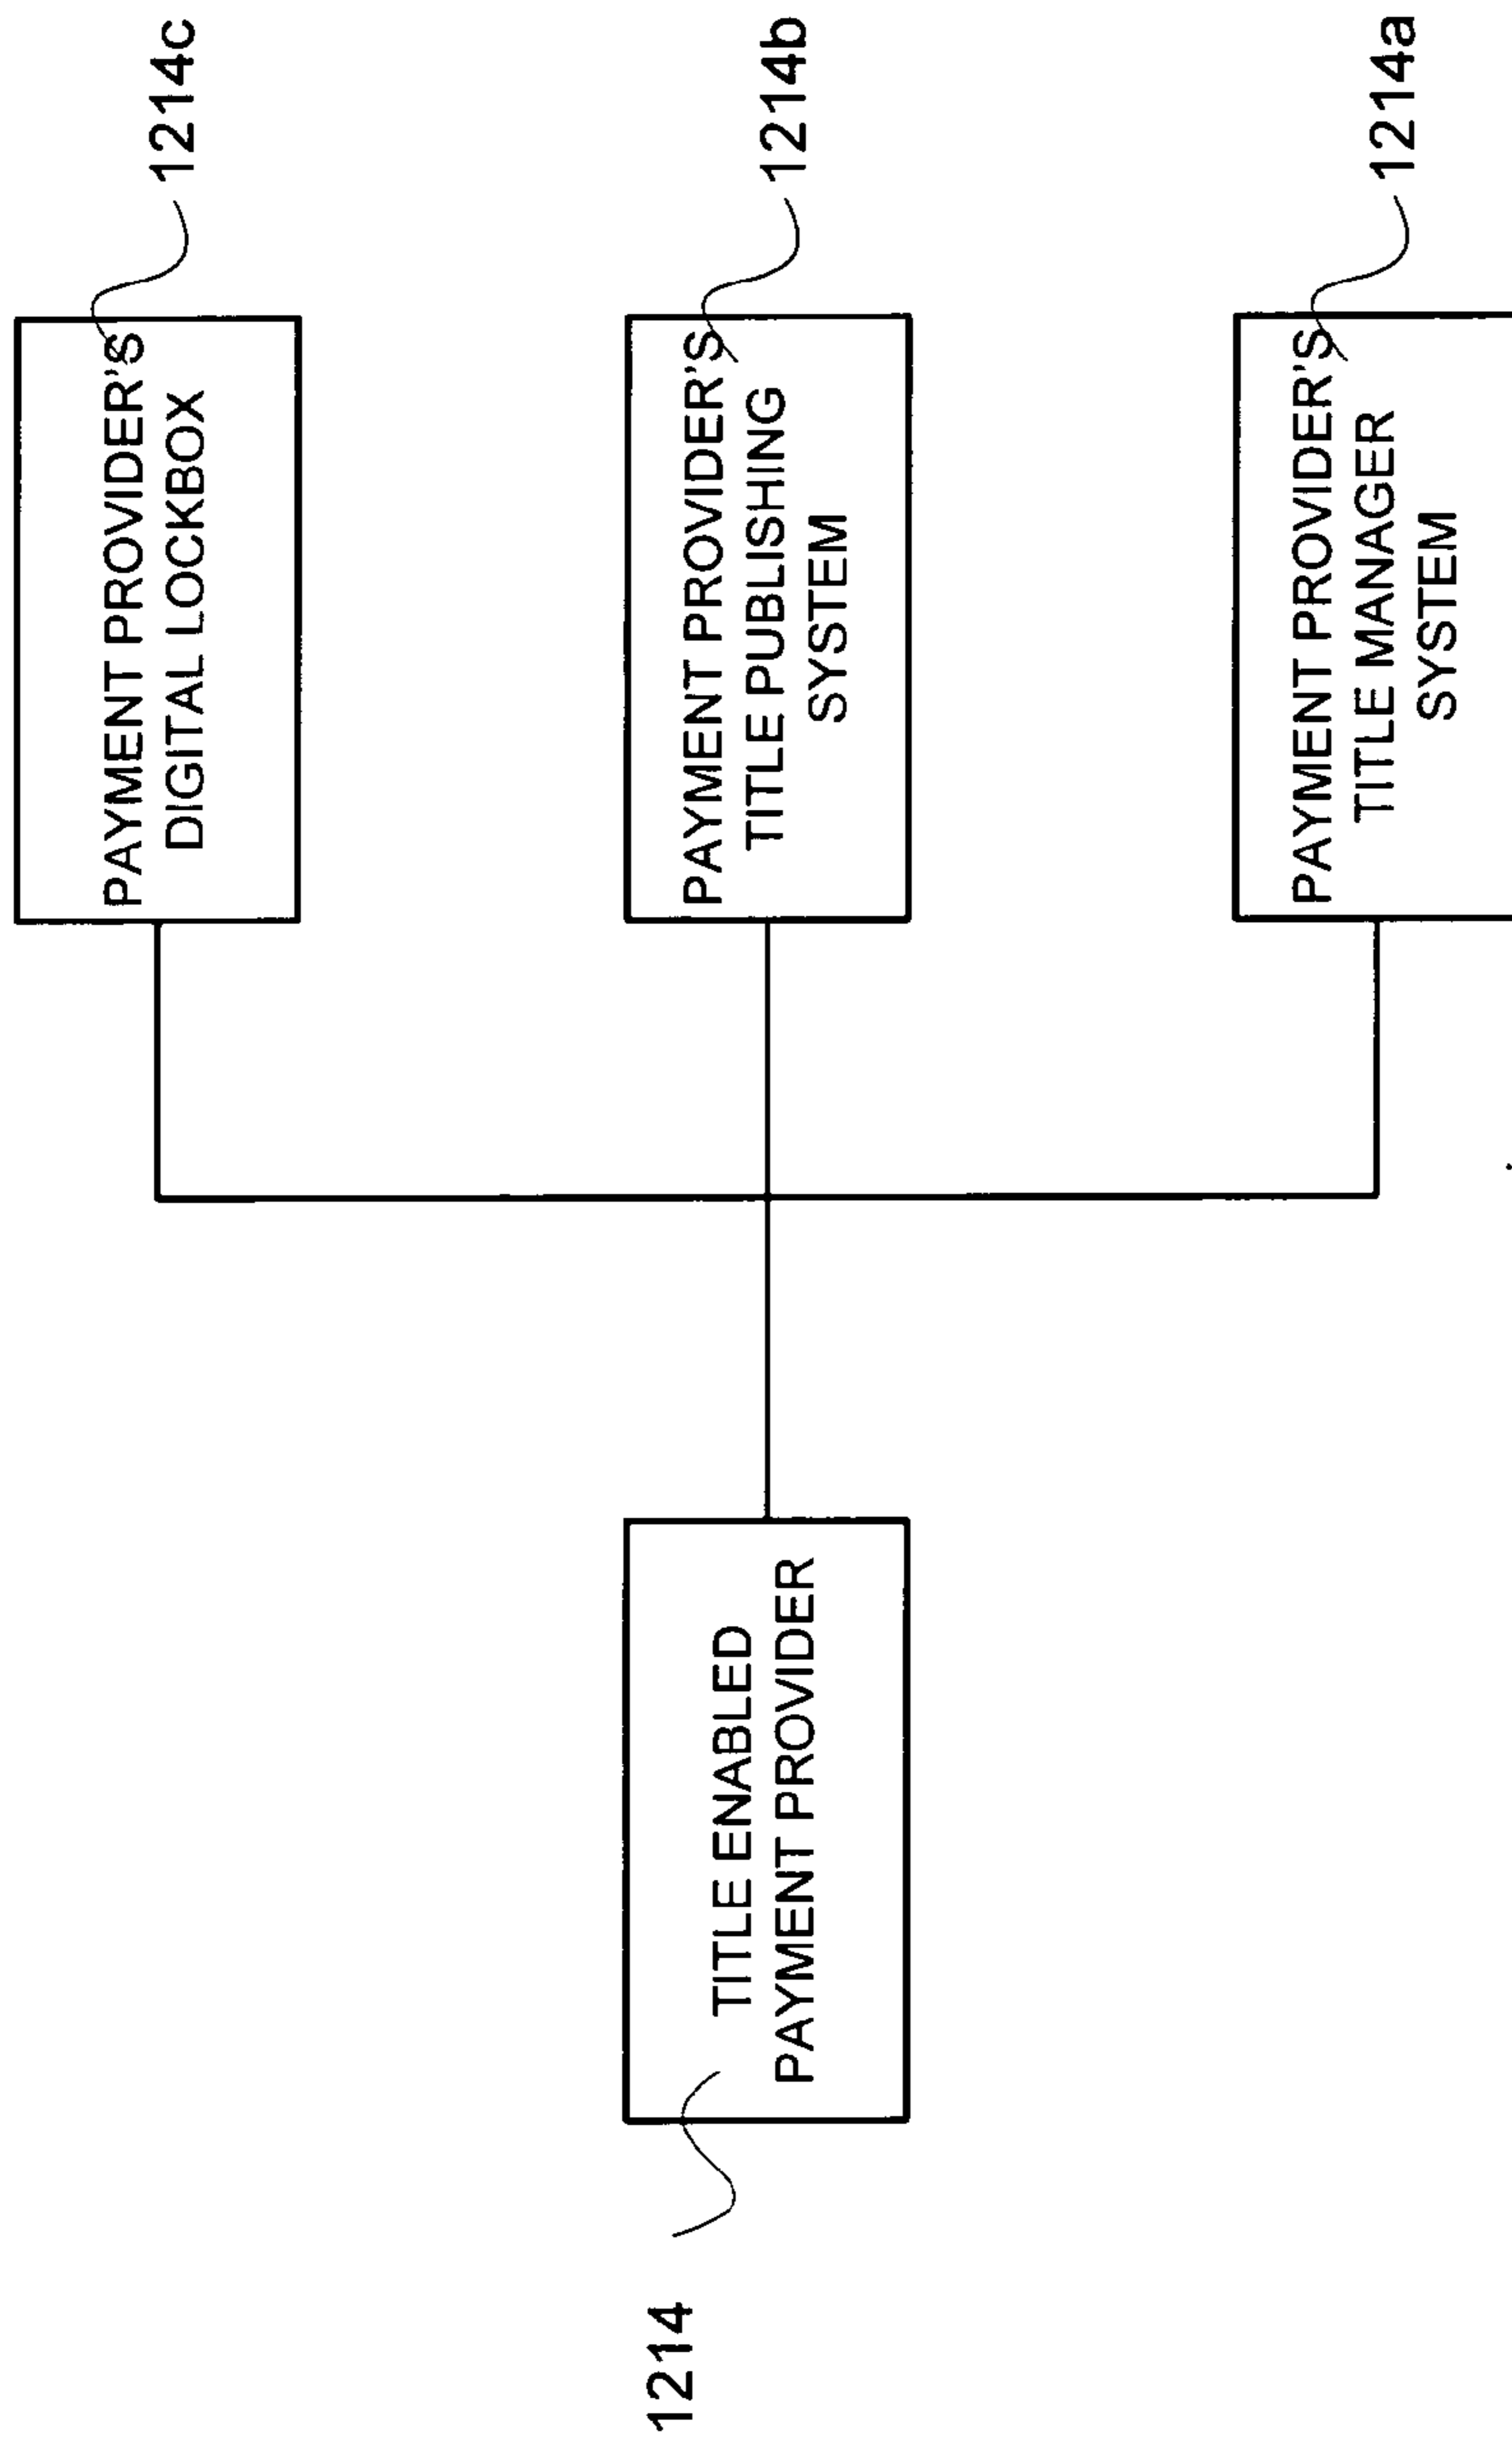 1214c
PAYMENT PROVIDER'S
DIGITAL LOCKBOX
1214b
PAYMENT PROVIDER'S
TITLE PUBLISHING
SYSTEM
1214a
PAYMENT PROVIDER'S
TITLE MANAGER
SYSTEM
TITLE ENABLED
PAYMENT PROVIDER
1214